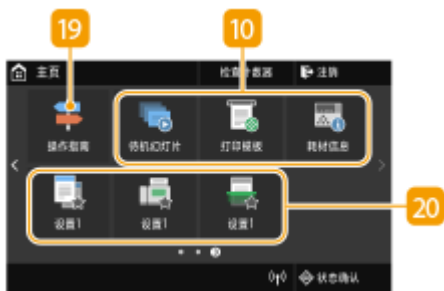 19 10
主页 检查计数器 注销
操作指南 待机幻灯片 打印模板 耗材信息
20
设置1 设置1 设置1
状态确认